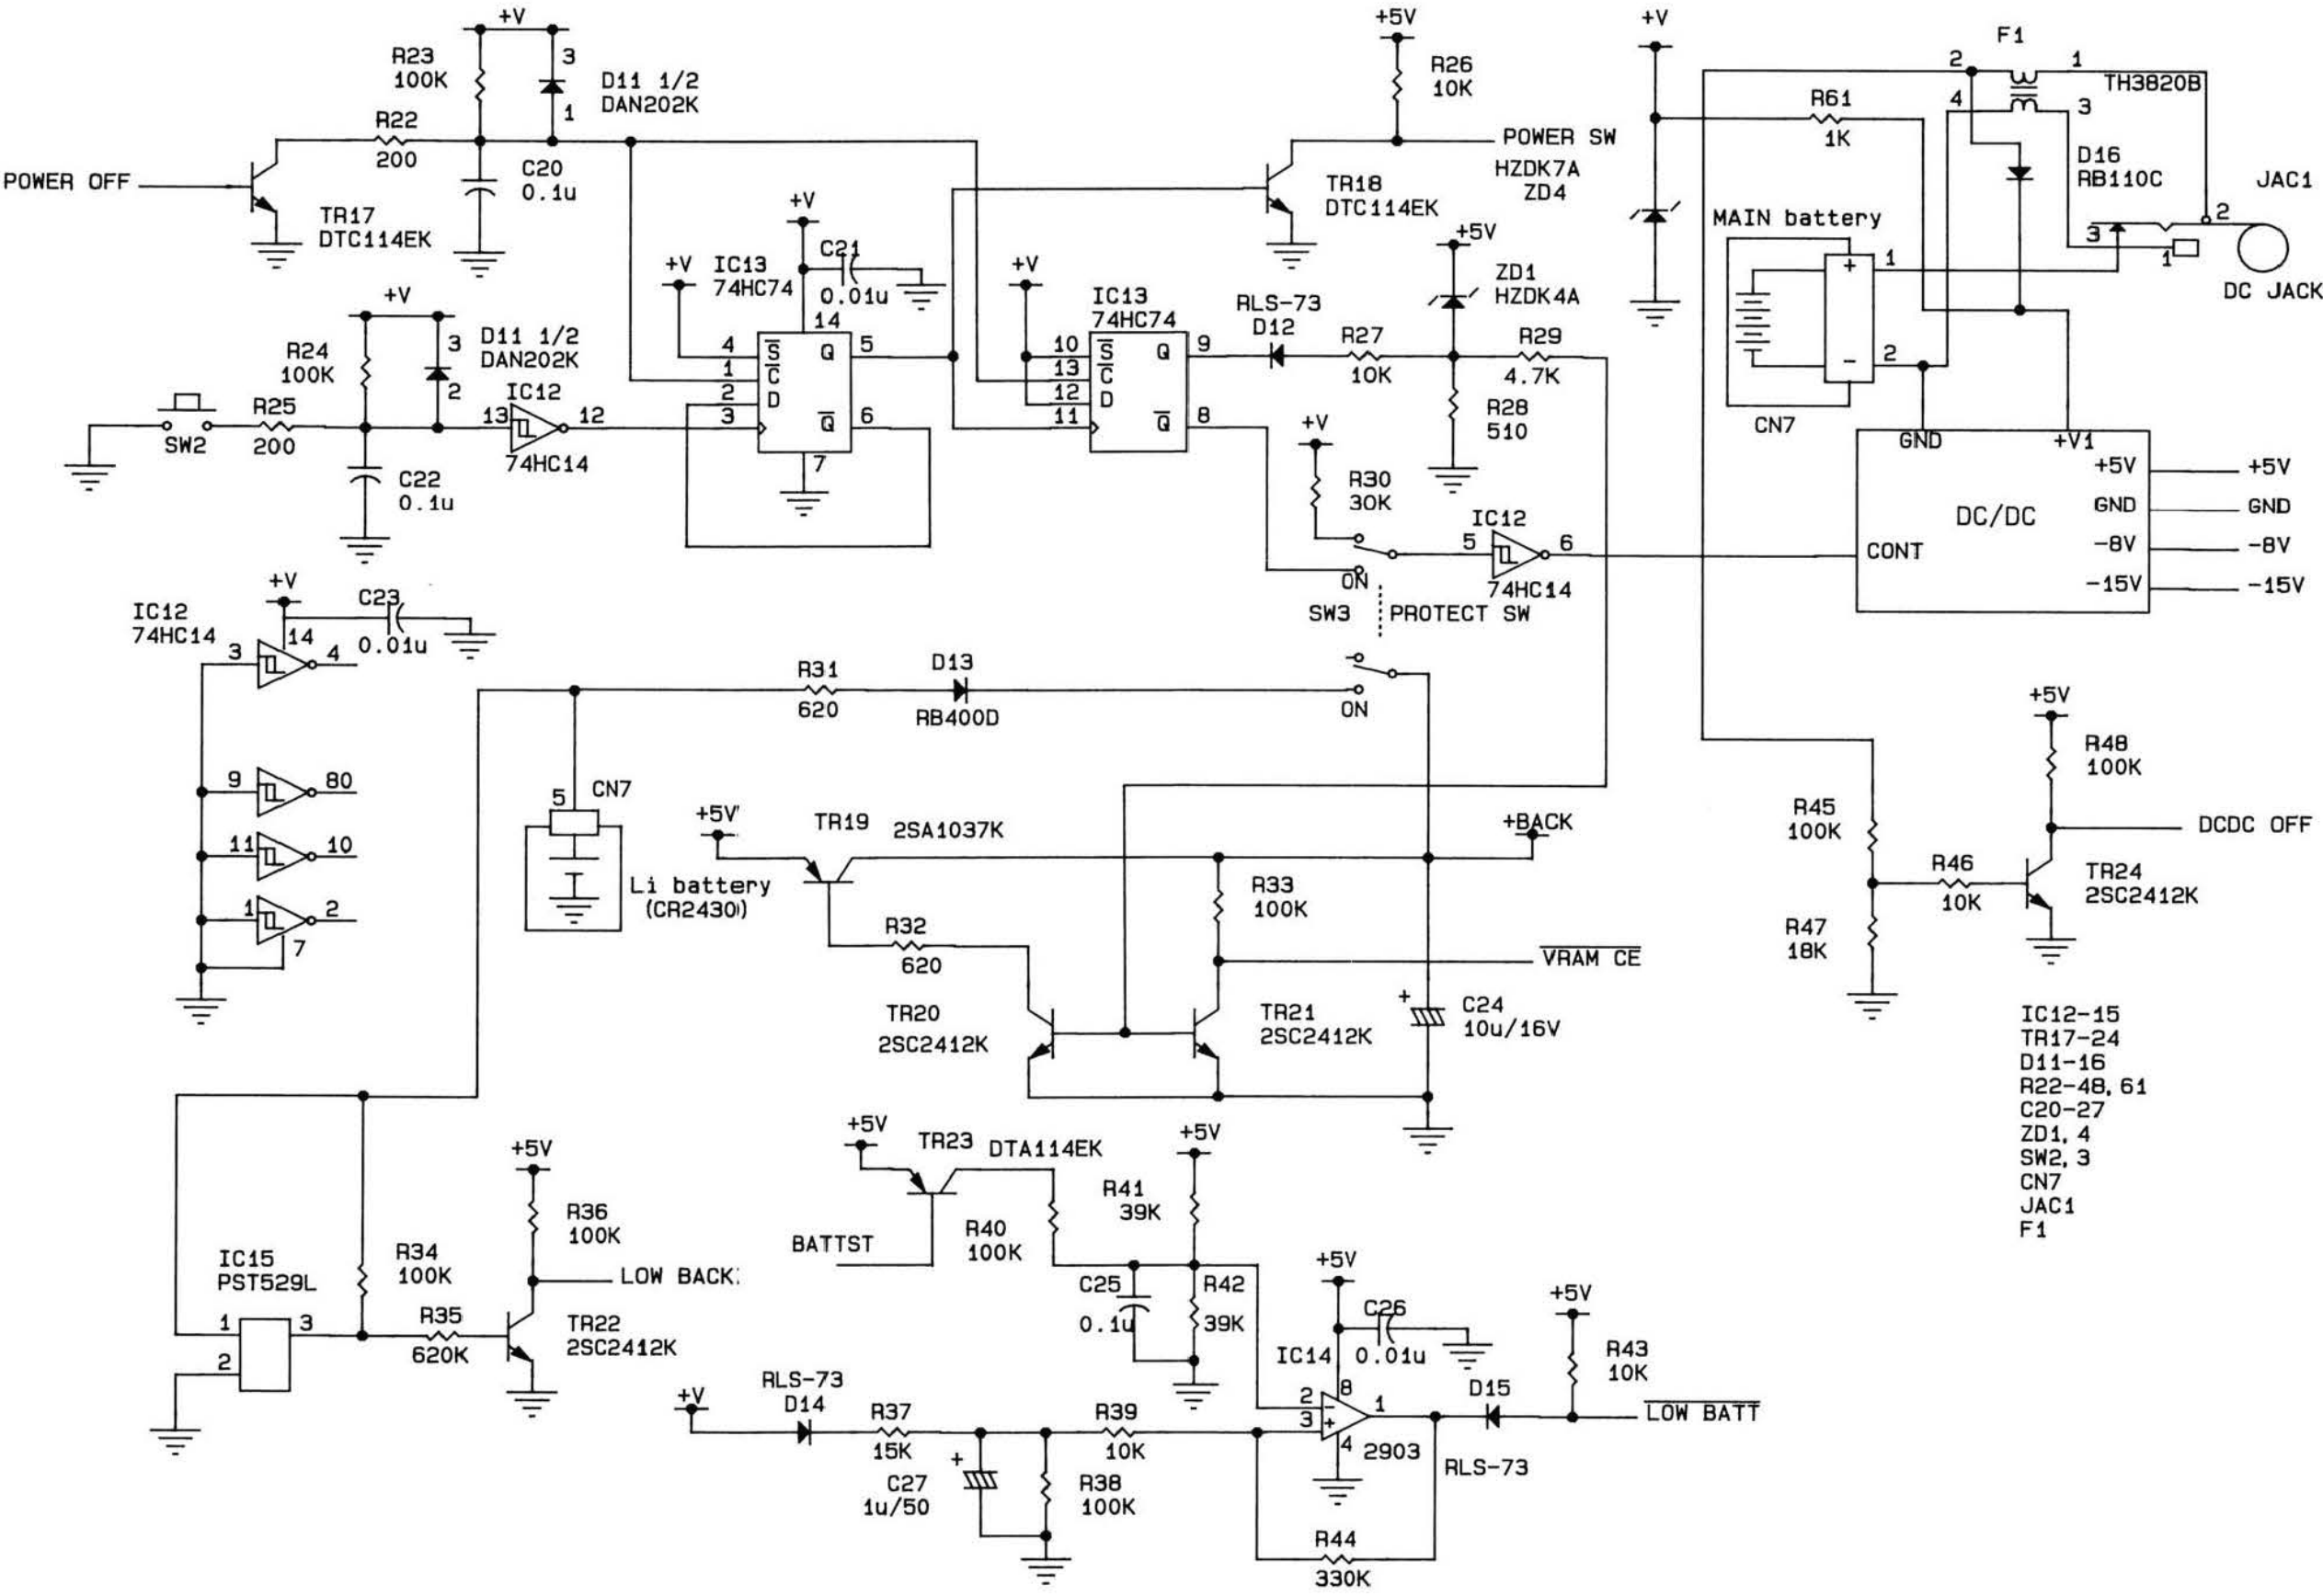 +V
+5V
+V
F1
R23
100K
3
D11 1/2
DAN202K
1
R26
10K
2
1
TH3820B
R22
200
POWER SW
R61
1K
4
3
POWER OFF
C20
0.1u
HZDK7A
ZD4
D16
RB110C
JAC1
TR17
DTC114EK
+V
TR18
DTC114EK
MAIN battery
2
3
1
DC JACK
+V
IC13
74HC74
C21
0.01u
+V
+5V
ZD1
HZDK4A
+
1
+V
D11 1/2
DAN202K
3
2
14
IC13
74HC74
RLS-73
D12
R27
10K
R29
4.7K
R24
100K
4
S
Q
5
1
C
2
D
3
Q
6
7
10
S
Q
9
13
C
12
D
11
Q
8
R28
510
-
2
CN7
SW2
R25
200
IC12
13
12
74HC14
C22
0.1u
+V
R30
30K
GND
+V1
+5V
+5V
GND
GND
DC/DC
-8V
-8V
CONT
-15V
-15V
IC12
5
6
74HC14
ON
SW3
PROTECT SW
+V
IC12
74HC14
C23
0.01u
14
3
4
R31
620
D13
RB400D
ON
9
80
11
10
1
2
7
5
CN7
Li battery
(CR2430)
+5V
TR19
2SA1037K
+BACK
R33
100K
R32
620
VRAM CE
TR20
2SC2412K
TR21
2SC2412K
+
C24
10u/16V
+5V
R48
100K
R45
100K
DCDC OFF
R46
10K
TR24
2SC2412K
R47
18K
IC12-15
TR17-24
D11-16
R22-48,61
C20-27
ZD1,4
SW2,3
CN7
JAC1
F1
+5V
R36
100K
LOW BACK
IC15
PST529L
R34
100K
1
3
2
R35
620K
TR22
2SC2412K
+5V
TR23
DTA114EK
+5V
BATTST
R40
100K
R41
39K
C25
0.1u
R42
39K
+5V
C26
0.01u
IC14
8
2
-
3
+
1
4
2903
+5V
R43
10K
D15
RLS-73
LOW BATT
+V
RLS-73
D14
R37
15K
R39
10K
+
C27
1u/50
R38
100K
R44
330K